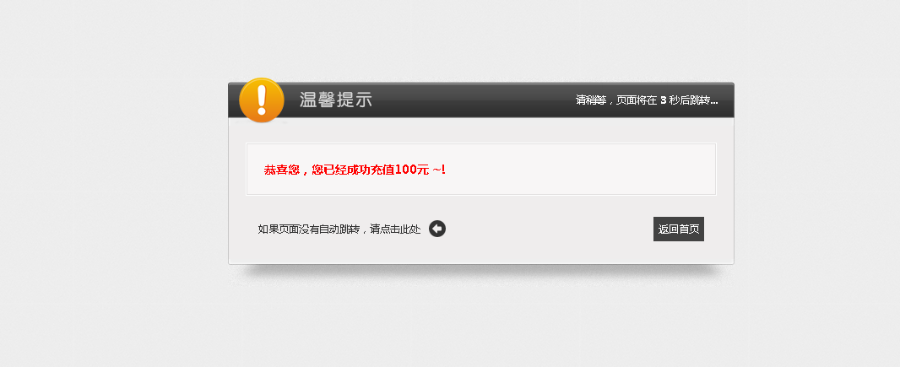 温馨提示
请稍等，页面将在 3 秒后跳转...
恭喜您，您已经成功充值100元 ~!
如果页面没有自动跳转，请点击此处
返回首页